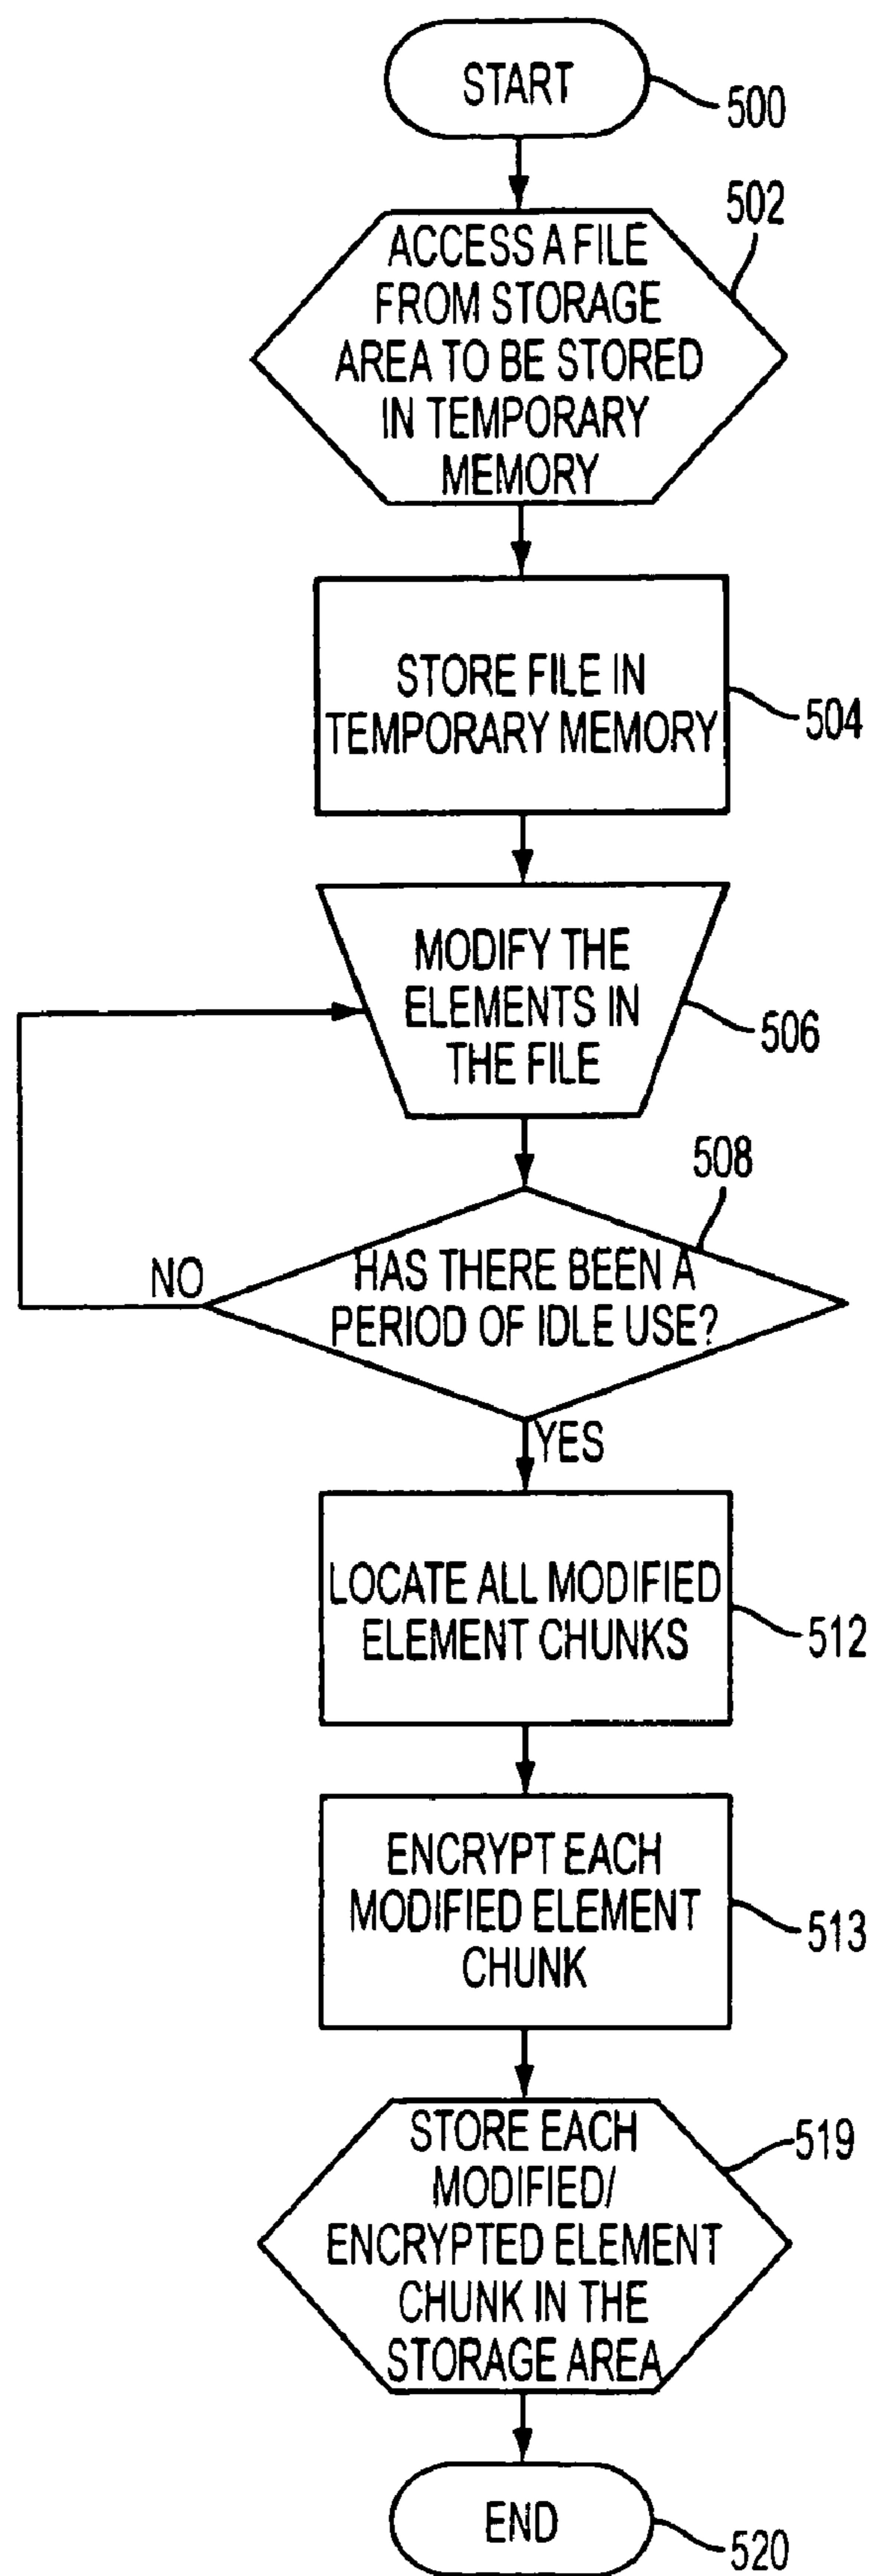 START
500
502
ACCESS A FILE
FROM STORAGE
AREA TO BE STORED
IN TEMPORARY
MEMORY
STORE FILE IN
TEMPORARY MEMORY
504
MODIFY THE
ELEMENTS IN
THE FILE
506
508
NO
HAS THERE BEEN A
PERIOD OF IDLE USE?
YES
LOCATE ALL MODIFIED
ELEMENT CHUNKS
512
ENCRYPT EACH
MODIFIED ELEMENT
CHUNK
513
STORE EACH
MODIFIED/
ENCRYPTED ELEMENT
CHUNK IN THE
STORAGE AREA
519
END
520